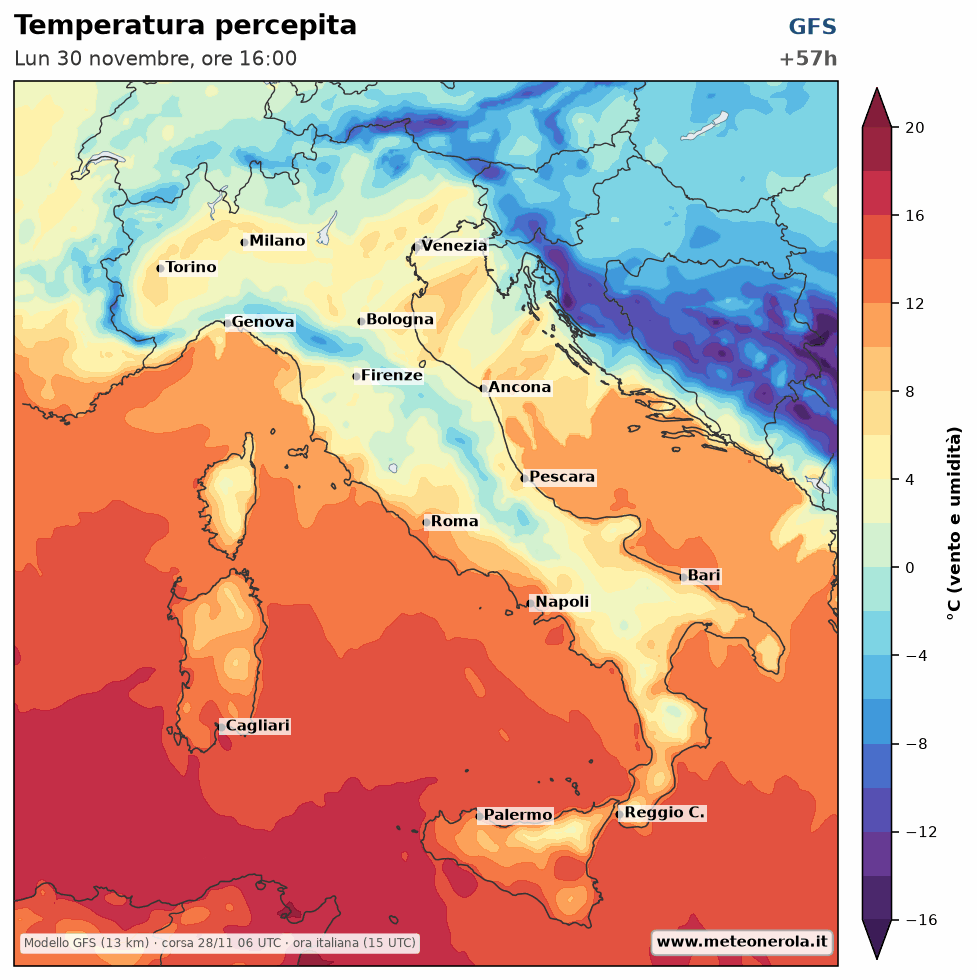 Temperatura percepita
GFS
Lun 30 novembre, ore 16:00
+57h
Milano
Venezia
Torino
Genova
Bologna
Firenze
Ancona
Pescara
Roma
Bari
Napoli
Cagliari
Palermo
Reggio C.
20
16
12
8
4
0
−4
−8
−12
−16
°C (vento e umidità)
Modello GFS (13 km) · corsa 28/11 06 UTC · ora italiana (15 UTC)
www.meteonerola.it